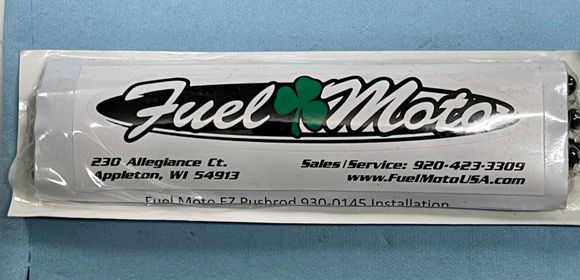 Fuel Moto
230 Allegiance Ct.
Appleton, WI 54913
Sales/Service: 920-423-3309
www.FuelMotoUSA.com
Fuel Moto EZ Pushrod 930-0145 Installation